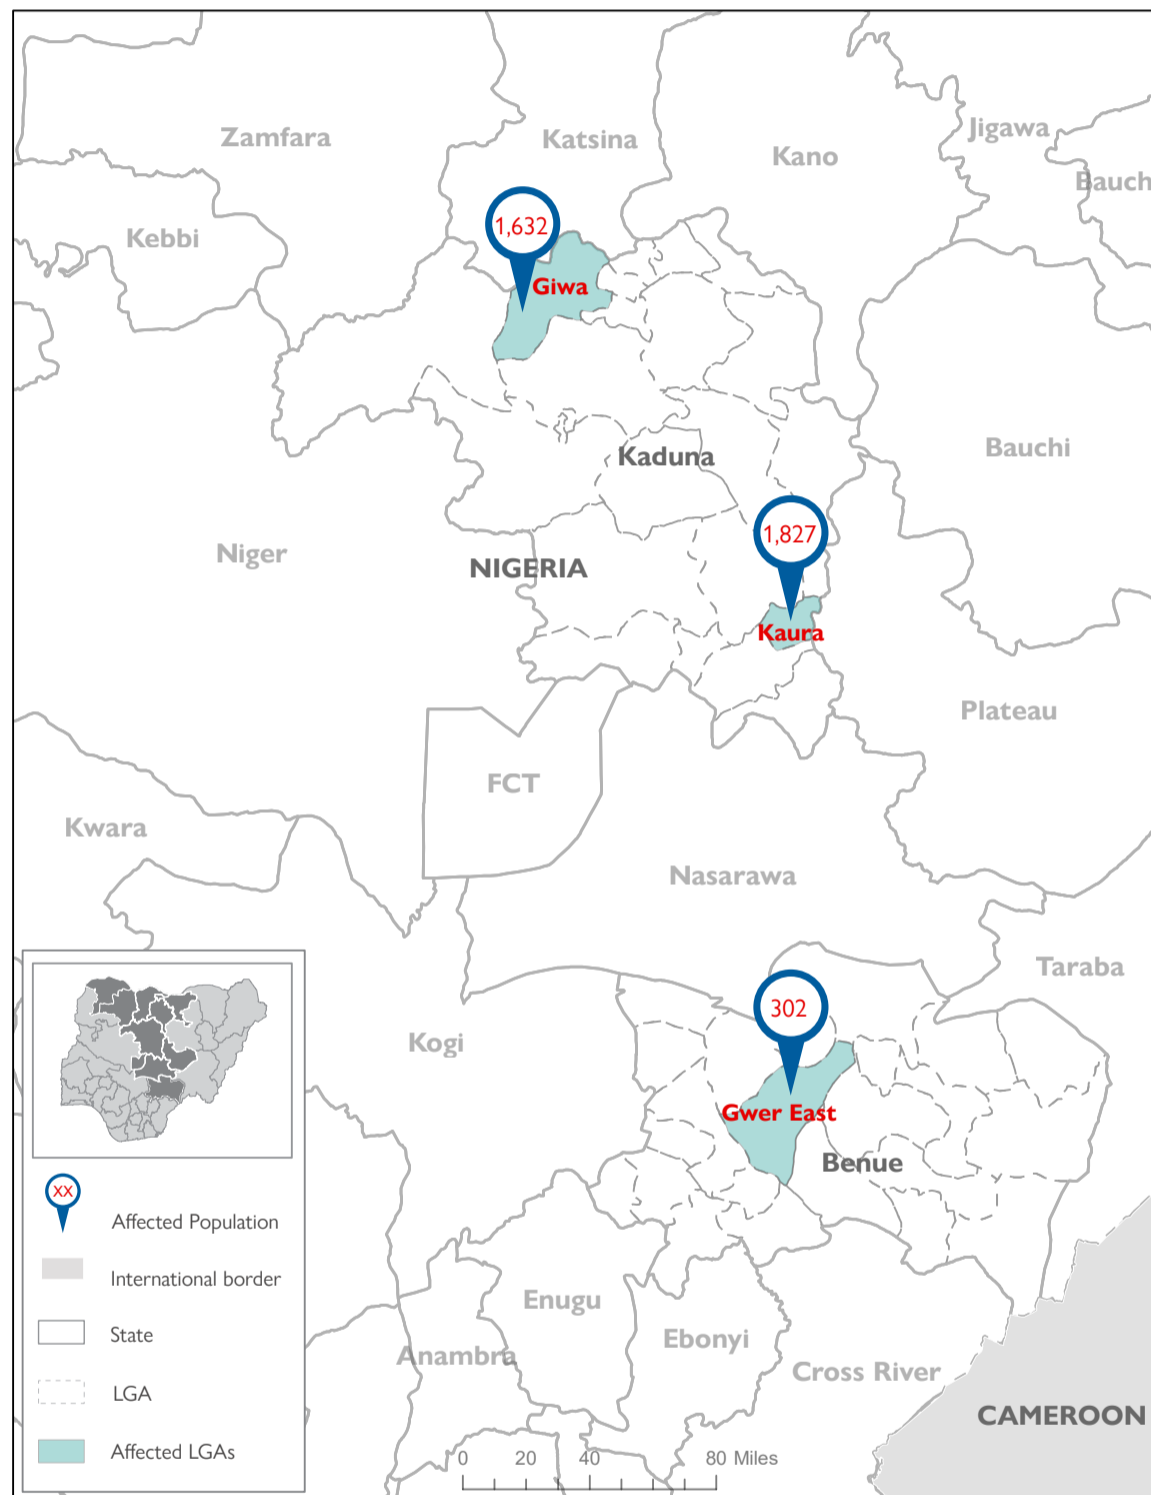 Zamfara
Katsina
Kano
Jigawa
Bauch
Kebbi
1,632
Giwa
Kaduna
Bauchi
1,827
Niger
NIGERIA
Kaura
Plateau
FCT
Kwara
Nasarawa
Taraba
302
Kogi
Gwer East
Benue
Enugu
Ebonyi
Anambra
Cross River
CAMEROON
XX
Affected Population
International border
State
LGA
Affected LGAs
0 20 40 80 Miles